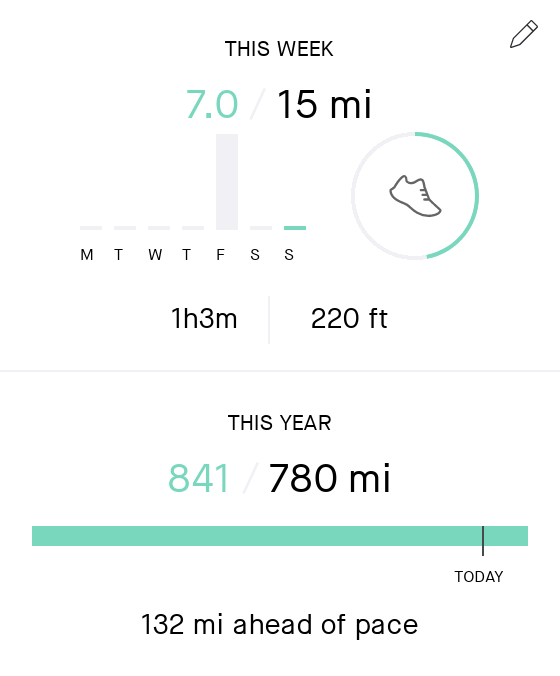 THIS WEEK
7.0 / 15 mi
M T W T F S S
1h3m 220 ft
THIS YEAR
841 / 780 mi
TODAY
132 mi ahead of pace